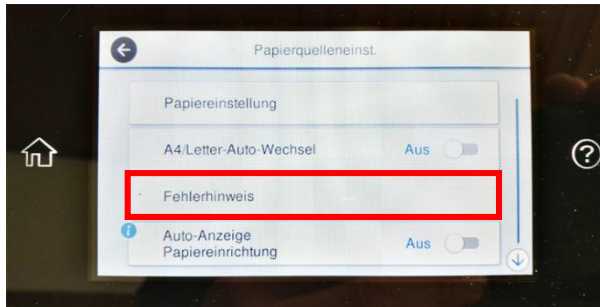 Papierquelleneinst.
Papiereinstellung
A4/Letter-Auto-Wechsel Aus
Fehlerhinweis
Auto-Anzeige
Papiereinrichtung Aus